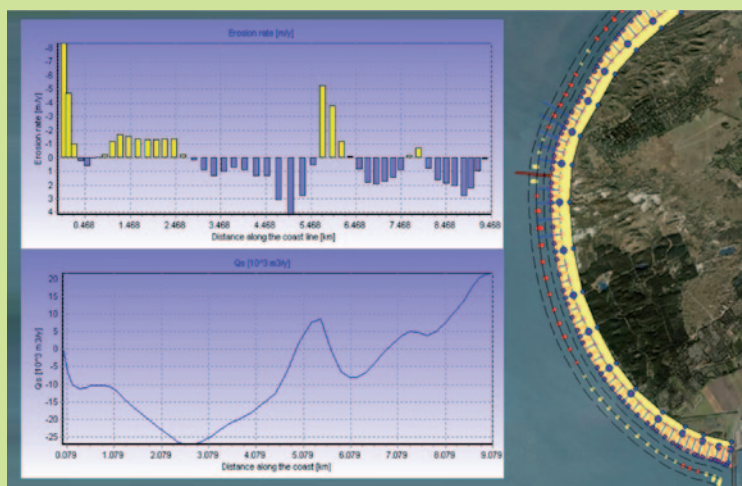 Erosion rate [m/y]
Erosion rate [m/y]
-8
-7
-6
-5
-4
-3
-2
-1
0
1
2
3
4
0.468 1.468 2.468 3.468 4.468 5.468 6.468 7.468 8.468 9.468
Distance along the coast line [km]
Qs [10^3 m3/y]
Qs [10^3 m3/y]
20
15
10
5
0
-5
-10
-15
-20
-25
0.079 1.079 2.079 3.079 4.079 5.079 6.079 7.079 8.079 9.079
Distance along the coast [km]